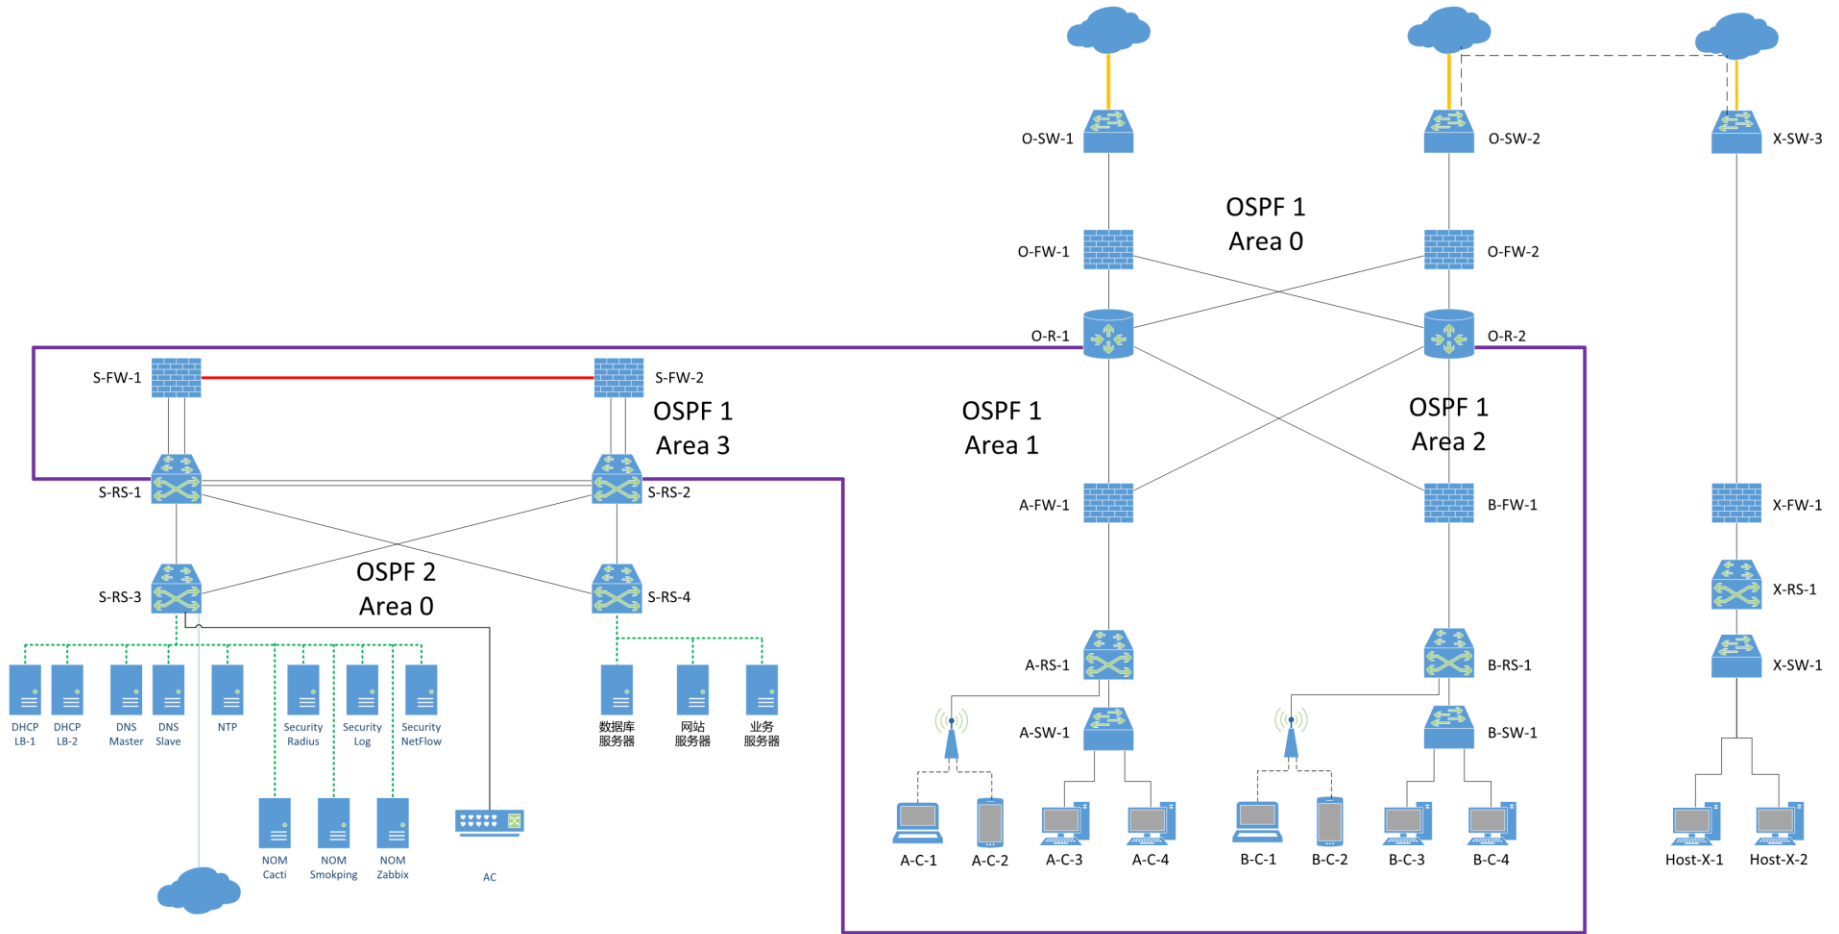 O-SW-1
O-SW-2
X-SW-3
OSPF 1
Area 0
O-FW-1
O-FW-2
O-R-1
O-R-2
S-FW-1
S-FW-2
OSPF 1
Area 3
OSPF 1
Area 1
OSPF 1
Area 2
S-RS-1
S-RS-2
A-FW-1
B-FW-1
X-FW-1
OSPF 2
Area 0
S-RS-3
S-RS-4
X-RS-1
A-RS-1
B-RS-1
X-SW-1
DHCP
LB-1
DHCP
LB-2
DNS
Master
DNS
Slave
NTP
Security
Radius
Security
Log
Security
NetFlow
数据库
服务器
网站
服务器
业务
服务器
A-SW-1
B-SW-1
NOM
Cacti
NOM
Smokping
NOM
Zabbix
AC
A-C-1
A-C-2
A-C-3
A-C-4
B-C-1
B-C-2
B-C-3
B-C-4
Host-X-1
Host-X-2